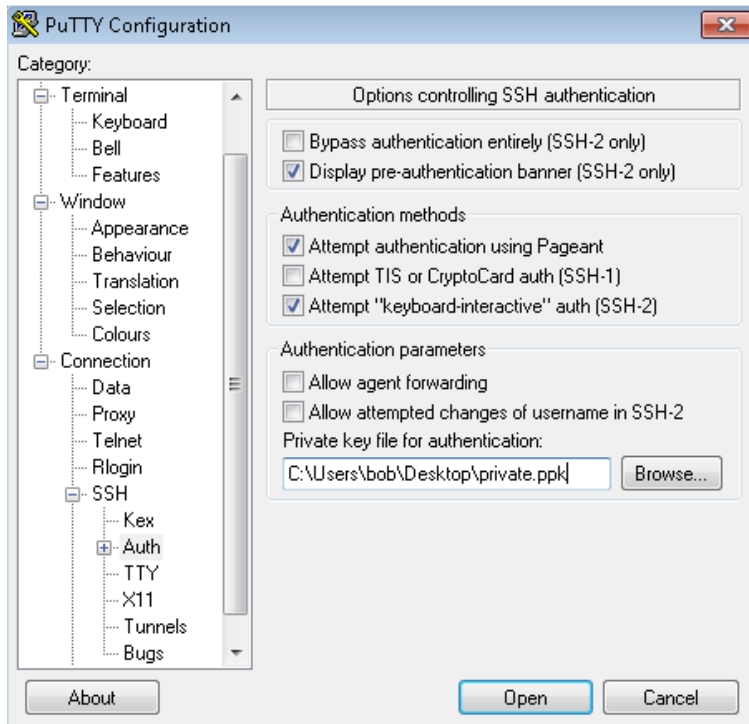 PuTTY Configuration
Category:
Terminal
Keyboard
Bell
Features
Window
Appearance
Behaviour
Translation
Selection
Colours
Connection
Data
Proxy
Telnet
Rlogin
SSH
Kex
Auth
TTY
X11
Tunnels
Bugs
Options controlling SSH authentication
Bypass authentication entirely (SSH-2 only)
Display pre-authentication banner (SSH-2 only)
Authentication methods
Attempt authentication using Pageant
Attempt TIS or CryptoCard auth (SSH-1)
Attempt "keyboard-interactive" auth (SSH-2)
Authentication parameters
Allow agent forwarding
Allow attempted changes of username in SSH-2
Private key file for authentication:
C:\Users\bob\Desktop\private.ppk
Browse...
About
Open
Cancel